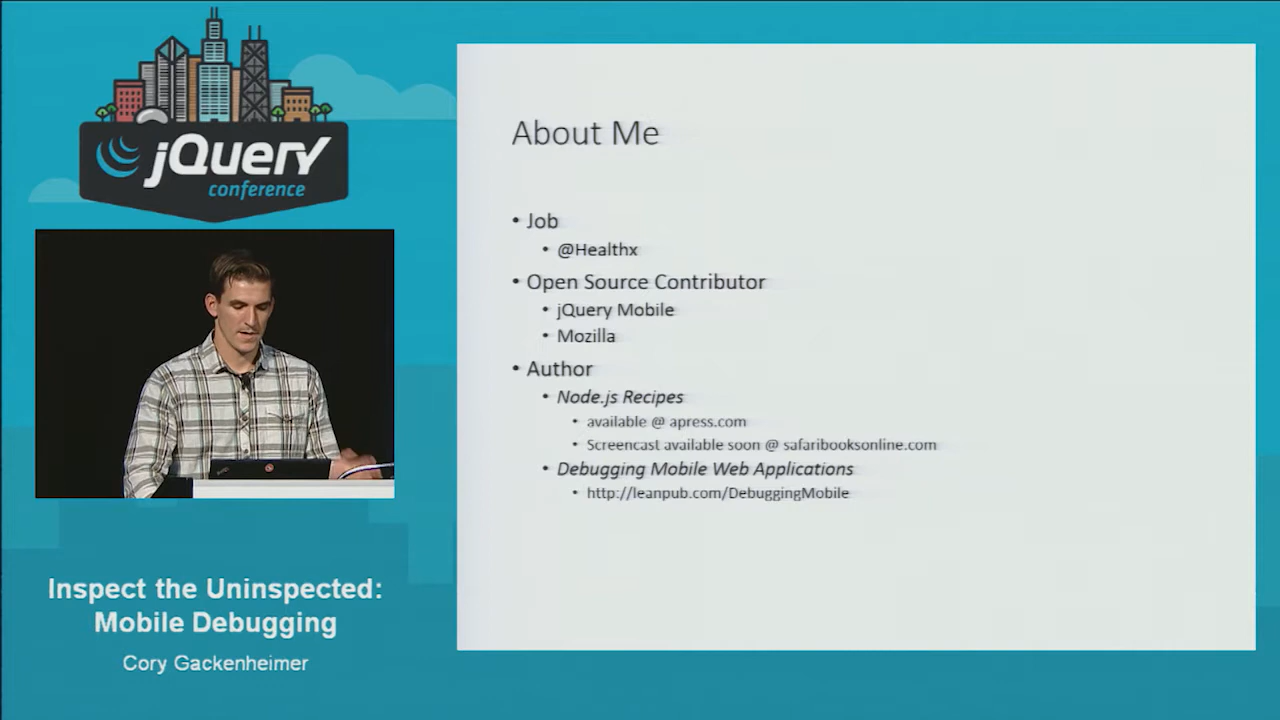 jQuery
conference
About Me
• Job
• @Healthx
• Open Source Contributor
• jQuery Mobile
• Mozilla
• Author
• Node.js Recipes
• available @ apress.com
• Screencast available soon @ safaribooksonline.com
• Debugging Mobile Web Applications
• http://leanpub.com/DebuggingMobile
Inspect the Uninspected:
Mobile Debugging
Cory Gackenheimer